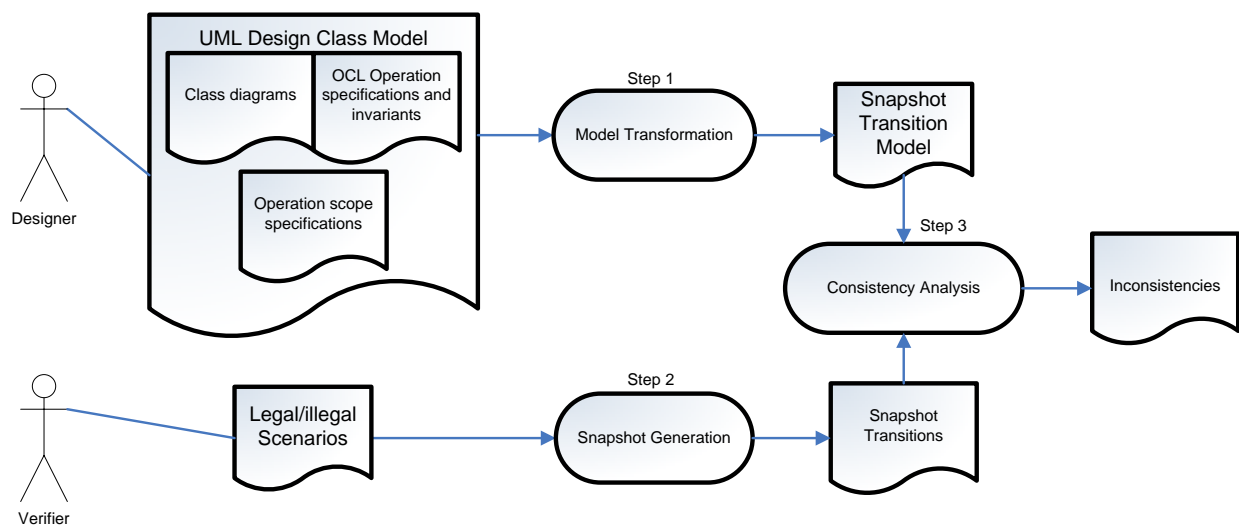 UML Design Class Model
Class diagrams
OCL Operation
specifications and
invariants
Operation scope
specifications
Designer
Step 1
Model Transformation
Snapshot
Transition
Model
Step 3
Consistency Analysis
Inconsistencies
Verifier
Legal/illegal
Scenarios
Step 2
Snapshot Generation
Snapshot
Transitions